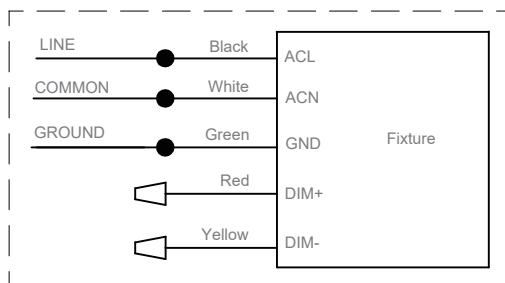 LINE Black ACL
COMMON White ACN
GROUND Green GND Fixture
Red DIM+
Yellow DIM-